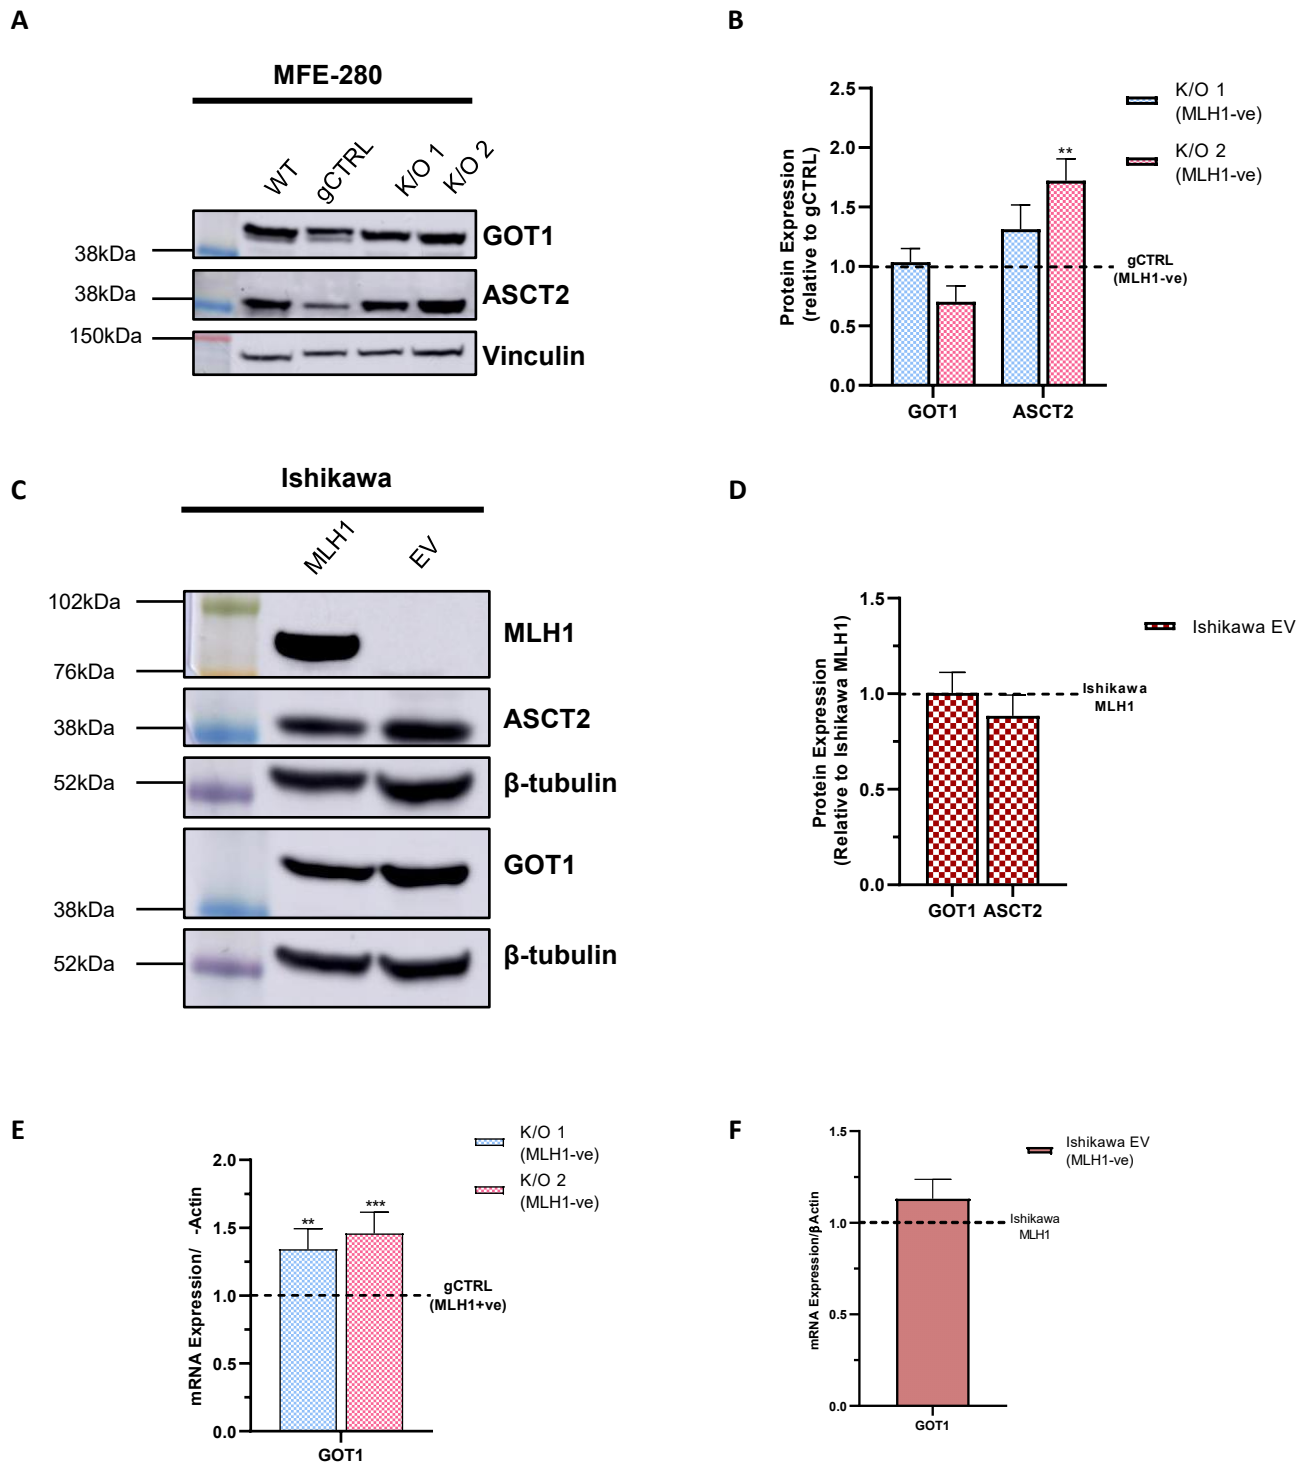 A
MFE-280
WT
gCTRL
K/O 1
K/O 2
GOT1
38kDa
38kDa
ASCT2
150kDa
Vinculin
B
Protein Expression
(relative to gCTRL)
2.5
2.0
1.5
1.0
0.5
0.0
**
gCTRL
(MLH1-ve)
GOT1
ASCT2
K/O 1
(MLH1-ve)
K/O 2
(MLH1-ve)
C
Ishikawa
MLH1
EV
102kDa
MLH1
76kDa
38kDa
ASCT2
52kDa
β-tubulin
GOT1
38kDa
52kDa
β-tubulin
D
Protein Expression
(Relative to Ishikawa MLH1)
1.5
1.0
0.5
0.0
Ishikawa
MLH1
GOT1 ASCT2
Ishikawa EV
E
mRNA Expression/ -Actin
2.0
1.5
1.0
0.5
0.0
**
***
gCTRL
(MLH1+ve)
GOT1
K/O 1
(MLH1-ve)
K/O 2
(MLH1-ve)
F
mRNA Expression/βActin
1.5
1.0
0.5
0.0
Ishikawa
MLH1
GOT1
Ishikawa EV
(MLH1-ve)